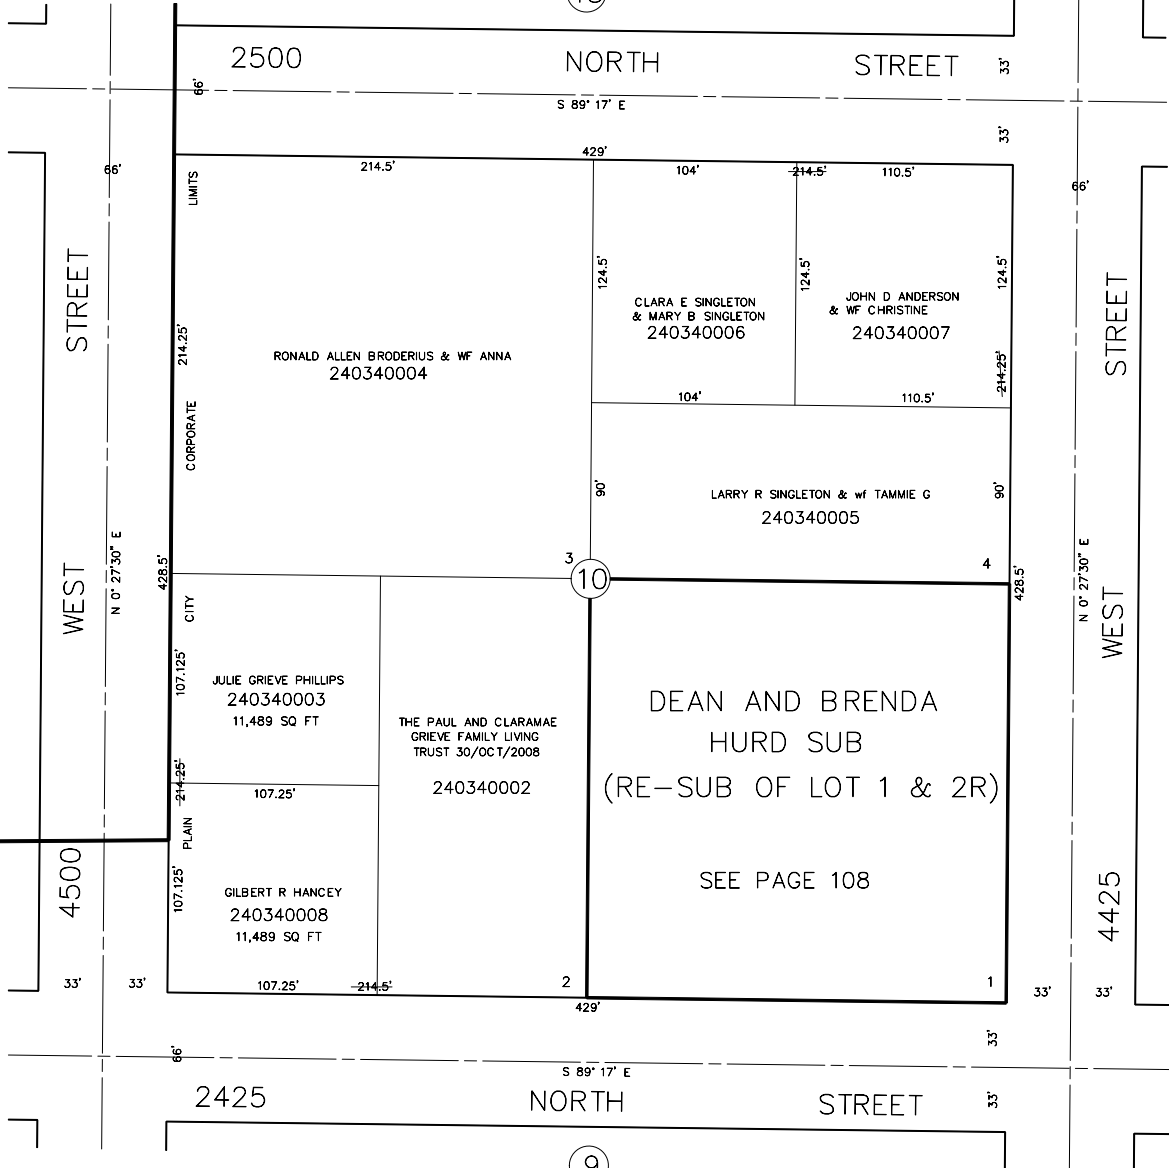 2500 NORTH STREET
33'
66'
S 89° 17' E
33'
429'
66'
214.5'
104'
214.5'
110.5'
66'
LIMITS
STREET
124.5'
124.5'
124.5'
STREET
CLARA E SINGLETON
& MARY B SINGLETON
240340006
JOHN D ANDERSON
& WF CHRISTINE
240340007
214.25'
RONALD ALLEN BRODERIUS & WF ANNA
240340004
214.25'
104'
110.5'
CORPORATE
90'
LARRY R SINGLETON & wf TAMMIE G
240340005
90'
N 0° 27'30" E
N 0° 27'30" E
WEST
428.5'
3
10
4
428.5'
WEST
CITY
107.125'
JULIE GRIEVE PHILLIPS
240340003
11,489 SQ FT
THE PAUL AND CLARAMAE
GRIEVE FAMILY LIVING
TRUST 30/OCT/2008
240340002
DEAN AND BRENDA
HURD SUB
(RE-SUB OF LOT 1 & 2R)
SEE PAGE 108
214.25'
107.25'
PLAIN
4500
107.125'
GILBERT R HANCEY
240340008
11,489 SQ FT
4425
33'
33'
107.25'
214.5'
2
1
33'
33'
429'
33'
66'
S 89° 17' E
2425 NORTH STREET
33'
9